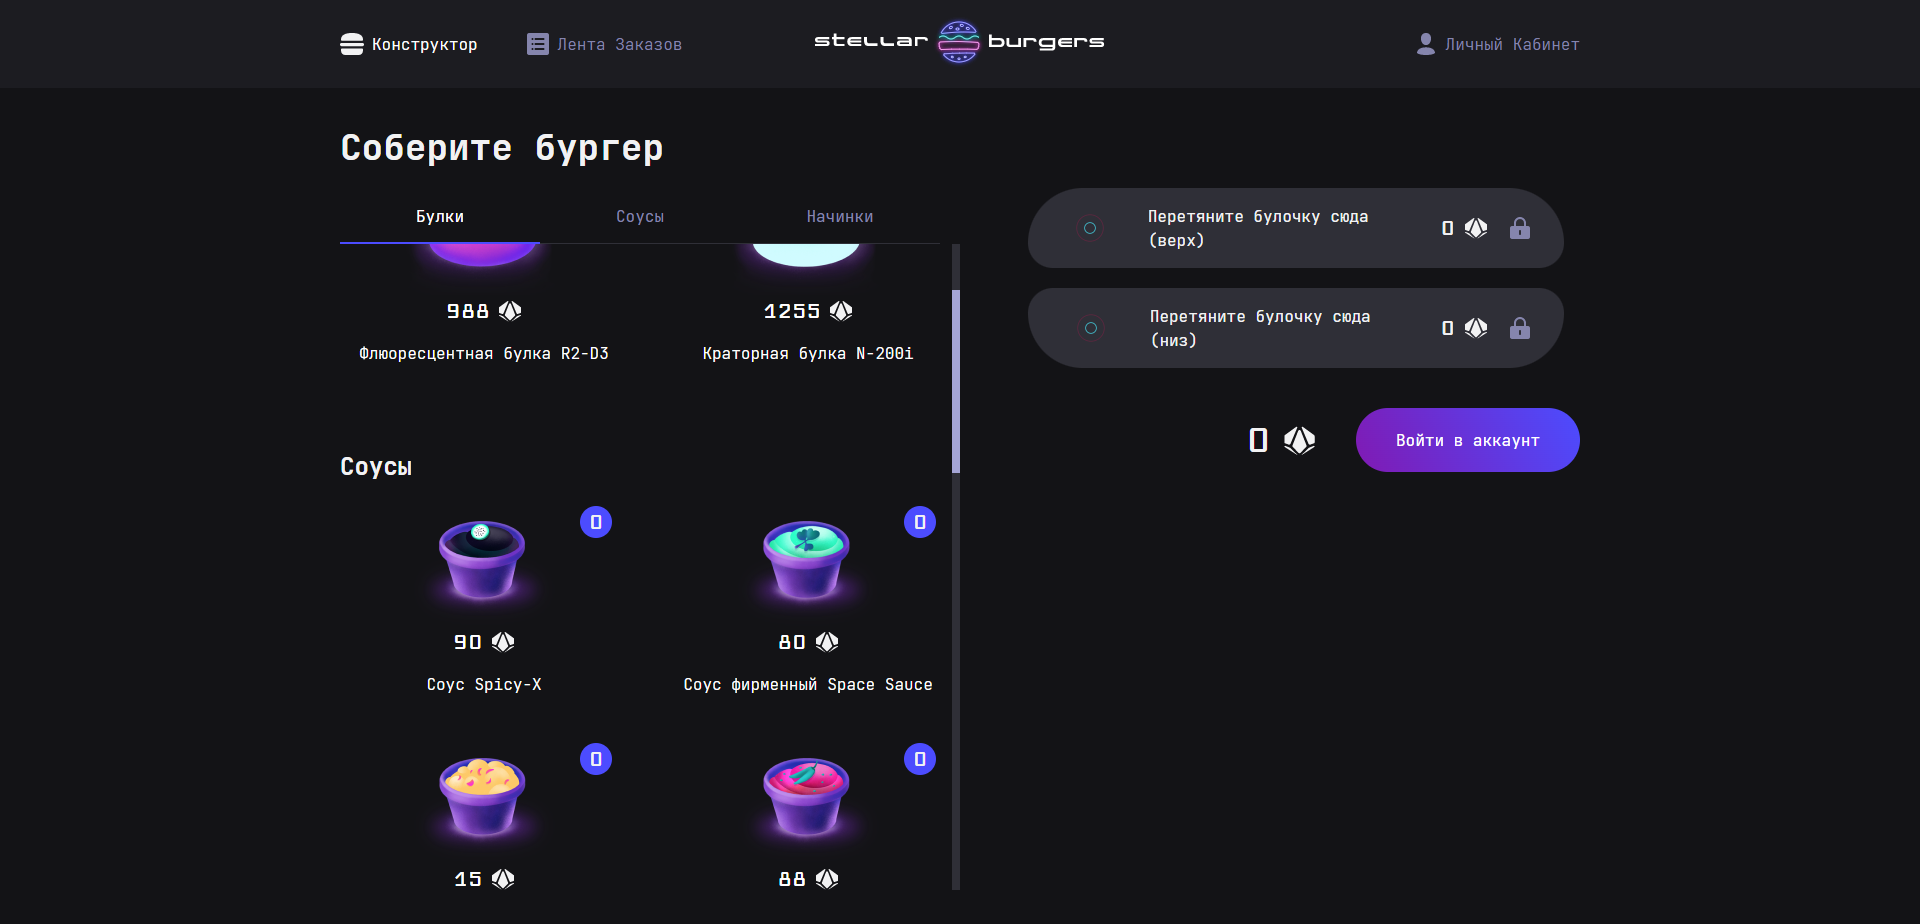 Конструктор
Лента Заказов
stellar burgers
Личный Кабинет
Соберите бургер
Булки
Соусы
Начинки
988
1255
Флюоресцентная булка R2-D3
Краторная булка N-200i
Соусы
0
0
90
80
Соус Spicy-X
Соус фирменный Space Sauce
0
0
15
88
Перетяните булочку сюда
(верх)
0
Перетяните булочку сюда
(низ)
0
0
Войти в аккаунт